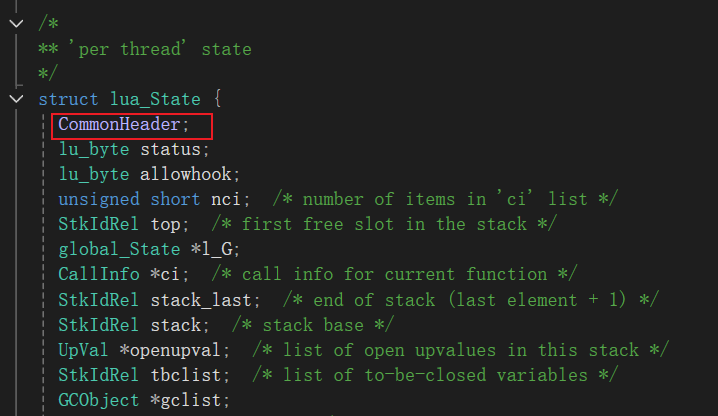 /*
** 'per thread' state
*/
struct lua_State {
CommonHeader;
lu_byte status;
lu_byte allowhook;
unsigned short nci;  /* number of items in 'ci' list */
StkIdRel top;  /* first free slot in the stack */
global_State *l_G;
CallInfo *ci;  /* call info for current function */
StkIdRel stack_last;  /* end of stack (last element + 1) */
StkIdRel stack;  /* stack base */
UpVal *openupval;  /* list of open upvalues in this stack */
StkIdRel tbclist;  /* list of to-be-closed variables */
GCObject *gclist;